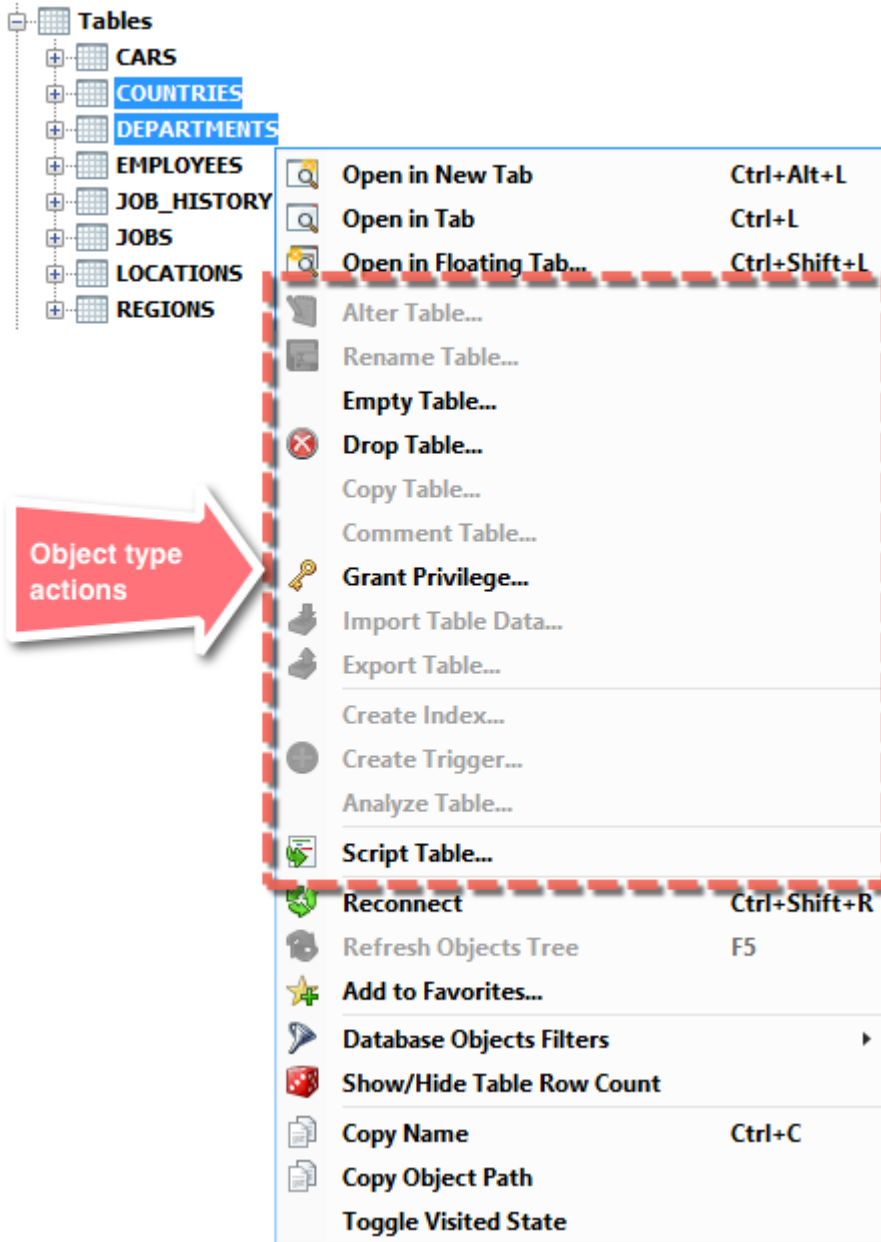 Tables
CARS
COUNTRIES
DEPARTMENTS
EMPLOYEES
JOB_HISTORY
JOBS
LOCATIONS
REGIONS
Open in New Tab Ctrl+Alt+L
Open in Tab Ctrl+L
Open in Floating Tab... Ctrl+Shift+L
Alter Table...
Rename Table...
Empty Table...
Drop Table...
Copy Table...
Comment Table...
Grant Privilege...
Import Table Data...
Export Table...
Create Index...
Create Trigger...
Analyze Table...
Script Table...
Reconnect Ctrl+Shift+R
Refresh Objects Tree F5
Add to Favorites...
Database Objects Filters
Show/Hide Table Row Count
Copy Name Ctrl+C
Copy Object Path
Toggle Visited State
Object type
actions